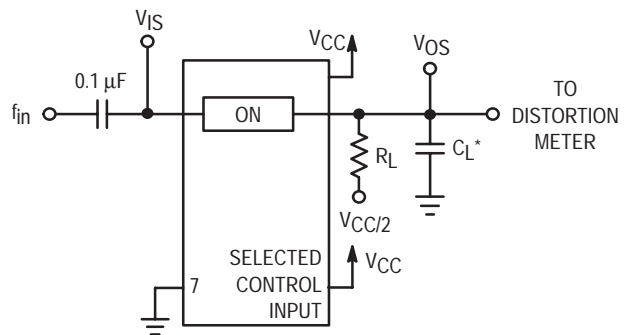 VIS
VCC
VOS
0.1 μF
fin
ON
TO
DISTORTION
METER
RL
CL*
VCC/2
SELECTED
CONTROL
INPUT
VCC
7